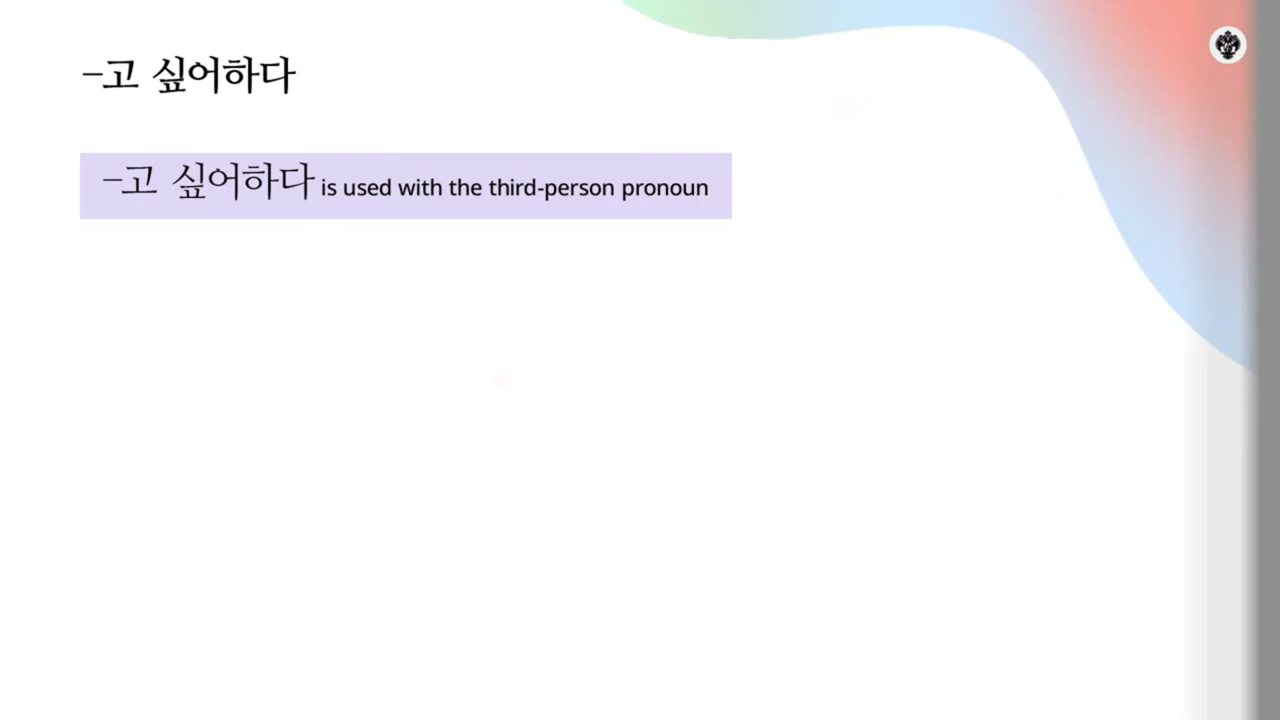 –고 싶어하다
–고 싶어하다 is used with the third-person pronoun